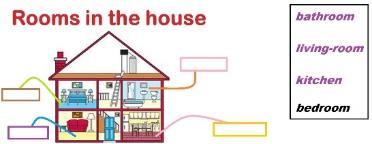 Rooms in the house
bathroom
living-room
kitchen
bedroom